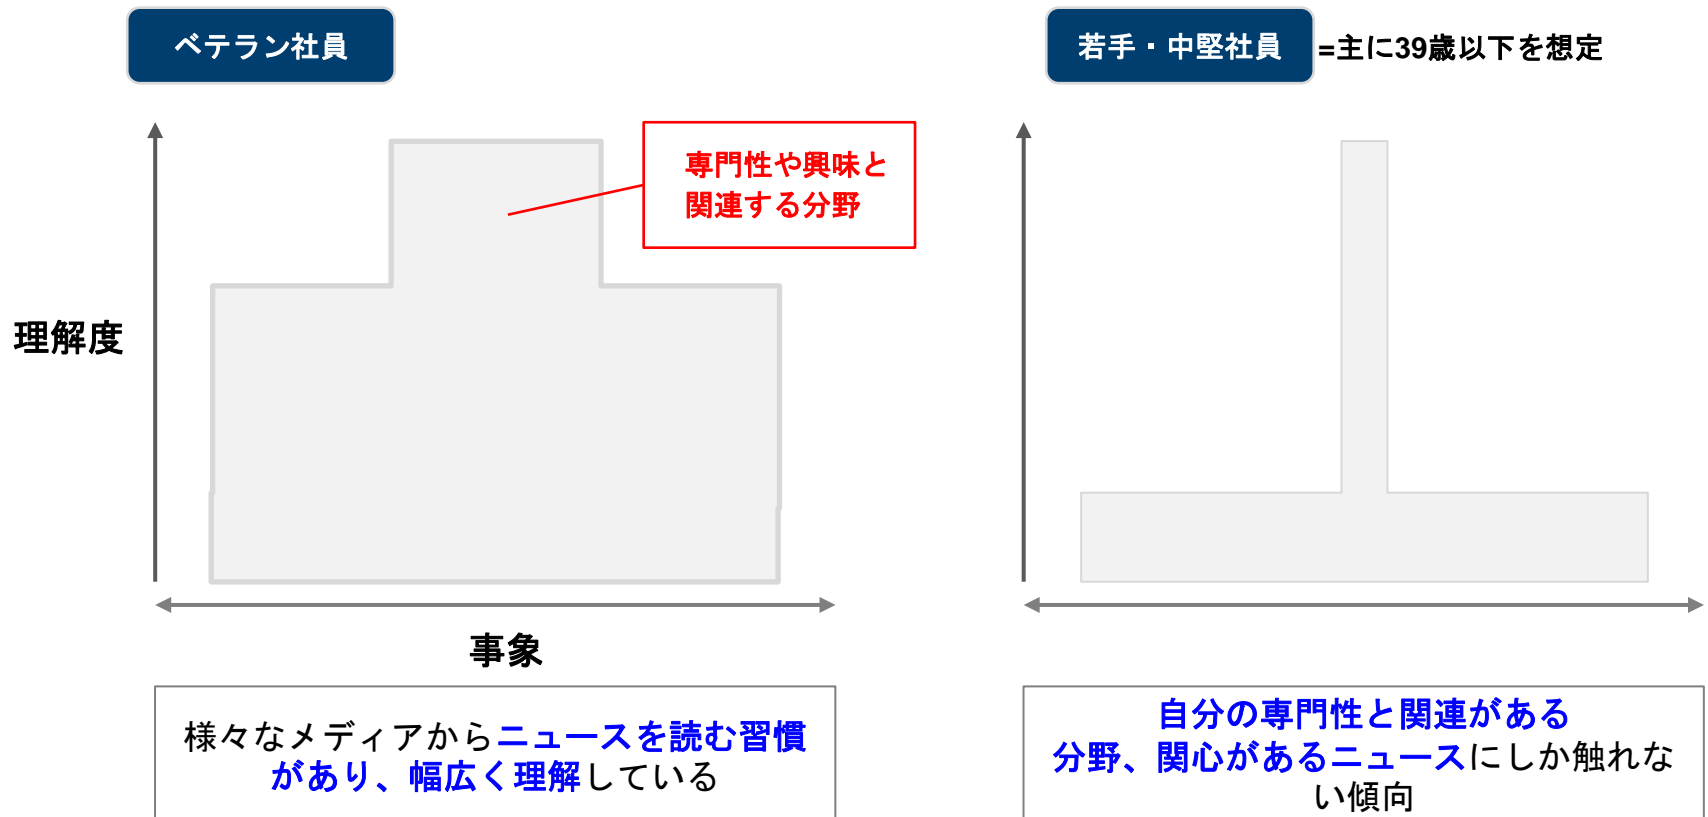 ベテラン社員
若手・中堅社員
=主に39歳以下を想定
専門性や興味と
関連する分野
理解度
事象
様々なメディアからニュースを読む習慣
があり、幅広く理解している
自分の専門性と関連がある
分野、関心があるニュースにしか触れな
い傾向